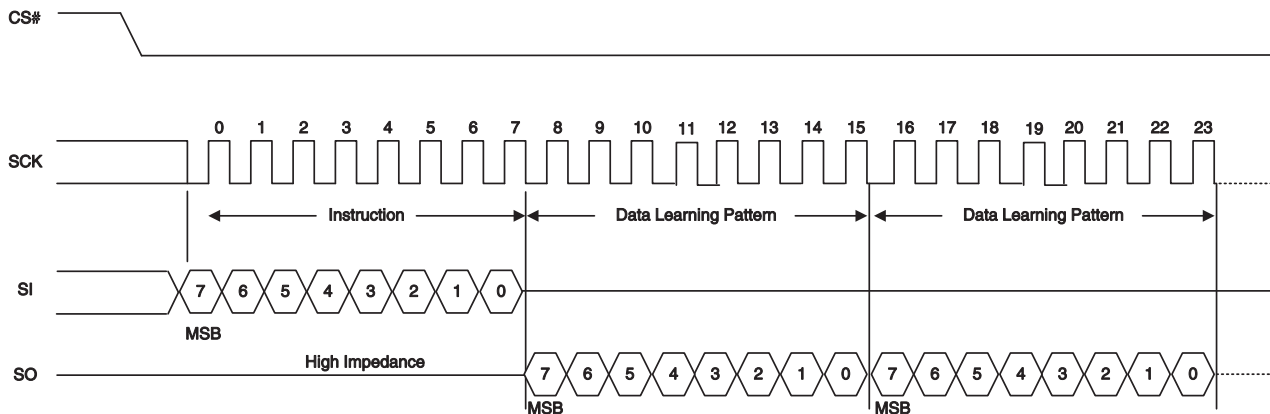 CS#
0 1 2 3 4 5 6 7 8 9 10 11 12 13 14 15 16 17 18 19 20 21 22 23
SCK
Instruction Data Learning Pattern Data Learning Pattern
SI 7 6 5 4 3 2 1 0
MSB
High Impedance
SO 7 6 5 4 3 2 1 0 7 6 5 4 3 2 1 0
MSB MSB